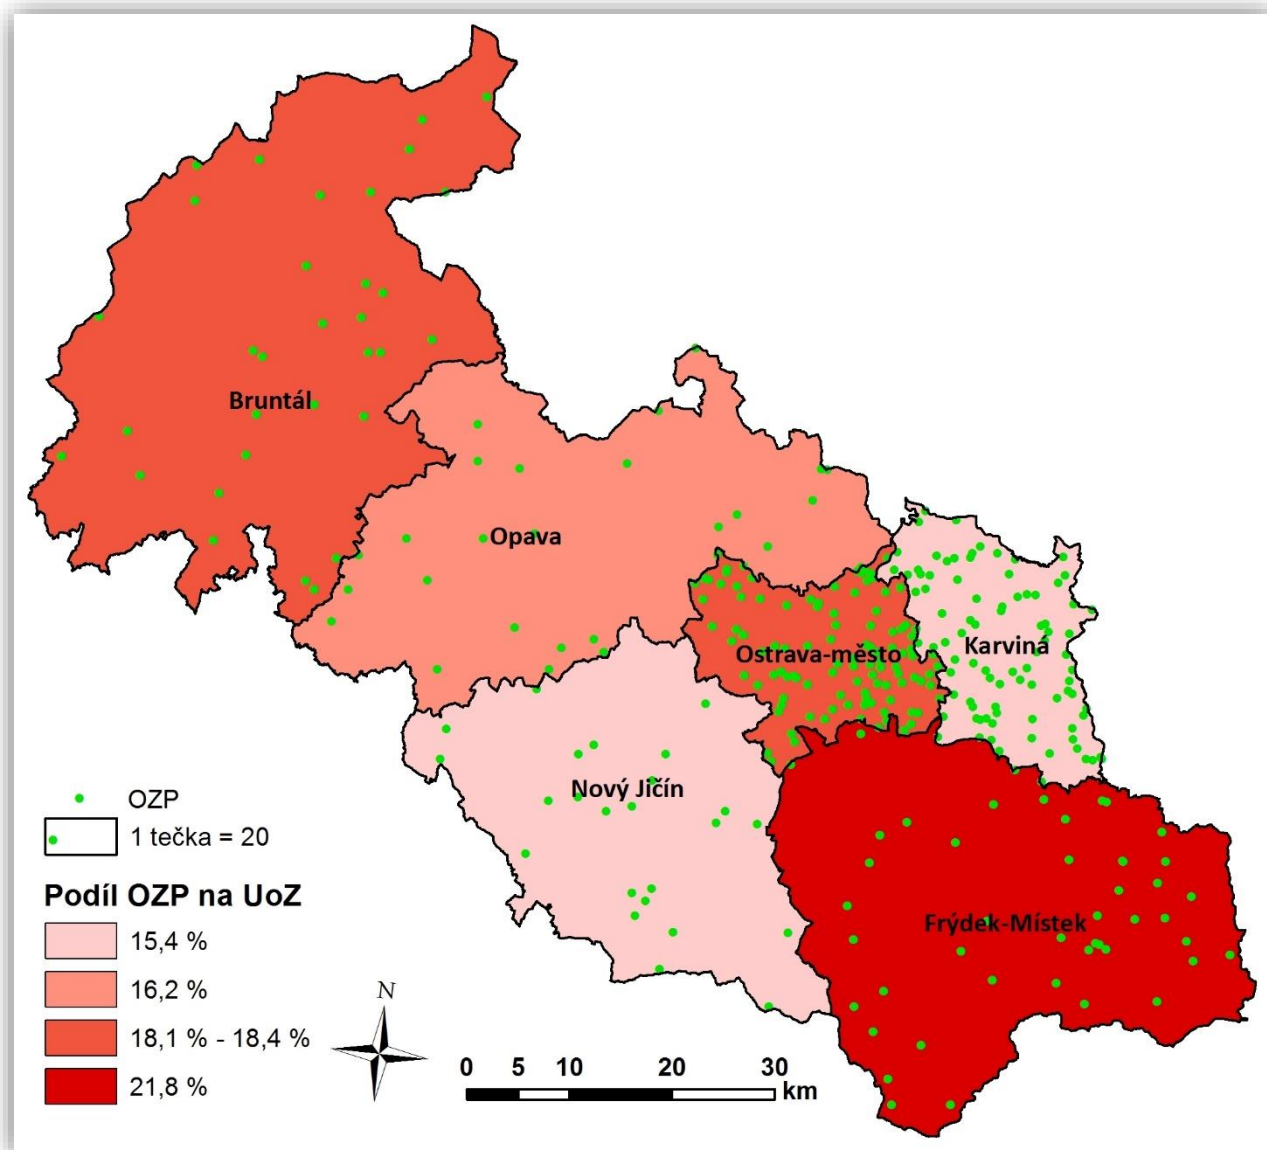 Bruntál
Opava
Ostrava-město
Karviná
Nový Jičín
Frýdek-Místek
OZP
1 tečka = 20
Podíl OZP na UoZ
15,4 %
16,2 %
18,1 % - 18,4 %
21,8 %
N
0 5 10 20 30
km